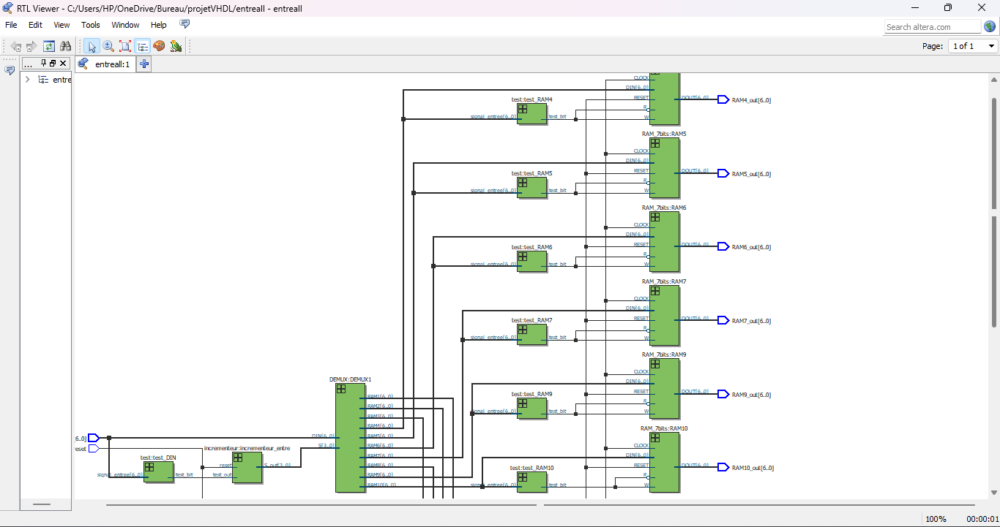 RTL Viewer - C:/Users/HP/OneDrive/Bureau/projetVHDL/entreall - entreall
File Edit View Tools Window Help
Search altera.com
Page: 1 of 1
...
entreall:1
entre
CLOCK
DIN[6..0]
test:test_RAM4
RESET
DOUT[6..0]
RAM4_out[6..0]
R
signal_entree[6..0]
test_bit
W
RAM_7bits:RAM5
CLOCK
DIN[6..0]
test:test_RAM5
RESET
DOUT[6..0]
RAM5_out[6..0]
R
signal_entree[6..0]
test_bit
W
RAM_7bits:RAM6
CLOCK
DIN[6..0]
test:test_RAM6
RESET
DOUT[6..0]
RAM6_out[6..0]
R
signal_entree[6..0]
test_bit
W
RAM_7bits:RAM7
CLOCK
DIN[6..0]
test:test_RAM7
RESET
DOUT[6..0]
RAM7_out[6..0]
R
signal_entree[6..0]
test_bit
W
RAM_7bits:RAM9
CLOCK
DIN[6..0]
test:test_RAM9
RESET
DOUT[6..0]
RAM9_out[6..0]
R
signal_entree[6..0]
test_bit
W
DEMUX:DEMUX1
RAM1[6..0]
RAM2[6..0]
RAM3[6..0]
RAM4[6..0]
RAM5[6..0]
RAM6[6..0]
RAM7[6..0]
RAM8[6..0]
RAM9[6..0]
RAM10[6..0]
DIN[6..0]
S[3..0]
6..0]
eset
incrementeur:incrementeur_entre
reset
S_out[3..0]
test_out
test:test_DIN
signal_entree[6..0]
test_bit
RAM_7bits:RAM10
CLOCK
DIN[6..0]
test:test_RAM10
RESET
DOUT[6..0]
RAM10_out[6..0]
R
signal_entree[6..0]
test_bit
W
100% 00:00:01